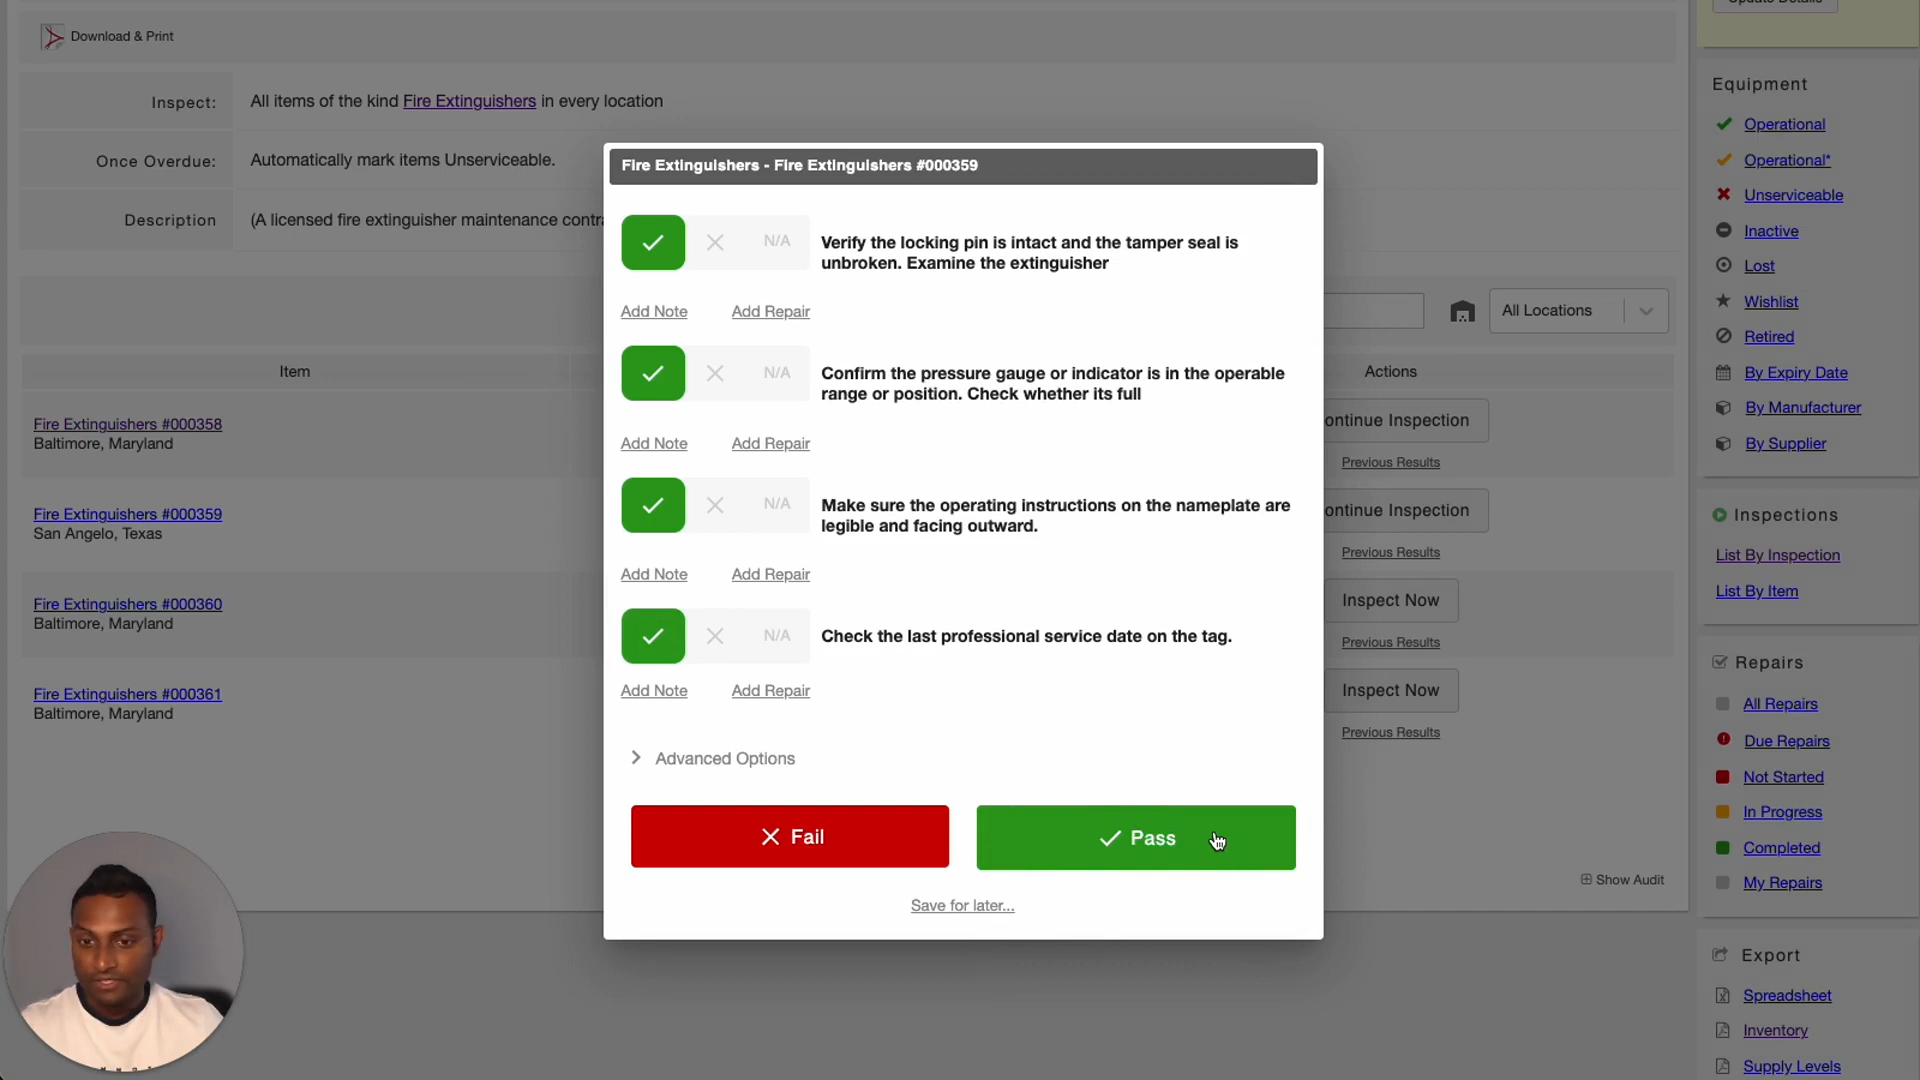 Update Details
Download & Print
Inspect:
All items of the kind Fire Extinguishers in every location
Once Overdue:
Automatically mark items Unserviceable.
Description
(A licensed fire extinguisher maintenance
All Locations
Item
Actions
Fire Extinguishers #000358
Baltimore, Maryland
ontinue Inspection
Previous Results
Fire Extinguishers #000359
San Angelo, Texas
ontinue Inspection
Previous Results
Fire Extinguishers #000360
Baltimore, Maryland
Inspect Now
Previous Results
Fire Extinguishers #000361
Baltimore, Maryland
Inspect Now
Previous Results
Show Audit
Fire Extinguishers - Fire Extinguishers #000359
N/A
Verify the locking pin is intact and the tamper seal is
unbroken. Examine the extinguisher
Add Note
Add Repair
N/A
Confirm the pressure gauge or indicator is in the operable
range or position. Check whether its full
Add Note
Add Repair
N/A
Make sure the operating instructions on the nameplate are
legible and facing outward.
Add Note
Add Repair
N/A
Check the last professional service date on the tag.
Add Note
Add Repair
Advanced Options
Fail
Pass
Save for later...
Equipment
Operational
Operational*
Unserviceable
Inactive
Lost
Wishlist
Retired
By Expiry Date
By Manufacturer
By Supplier
Inspections
List By Inspection
List By Item
Repairs
All Repairs
Due Repairs
Not Started
In Progress
Completed
My Repairs
Export
Spreadsheet
Inventory
Supply Levels